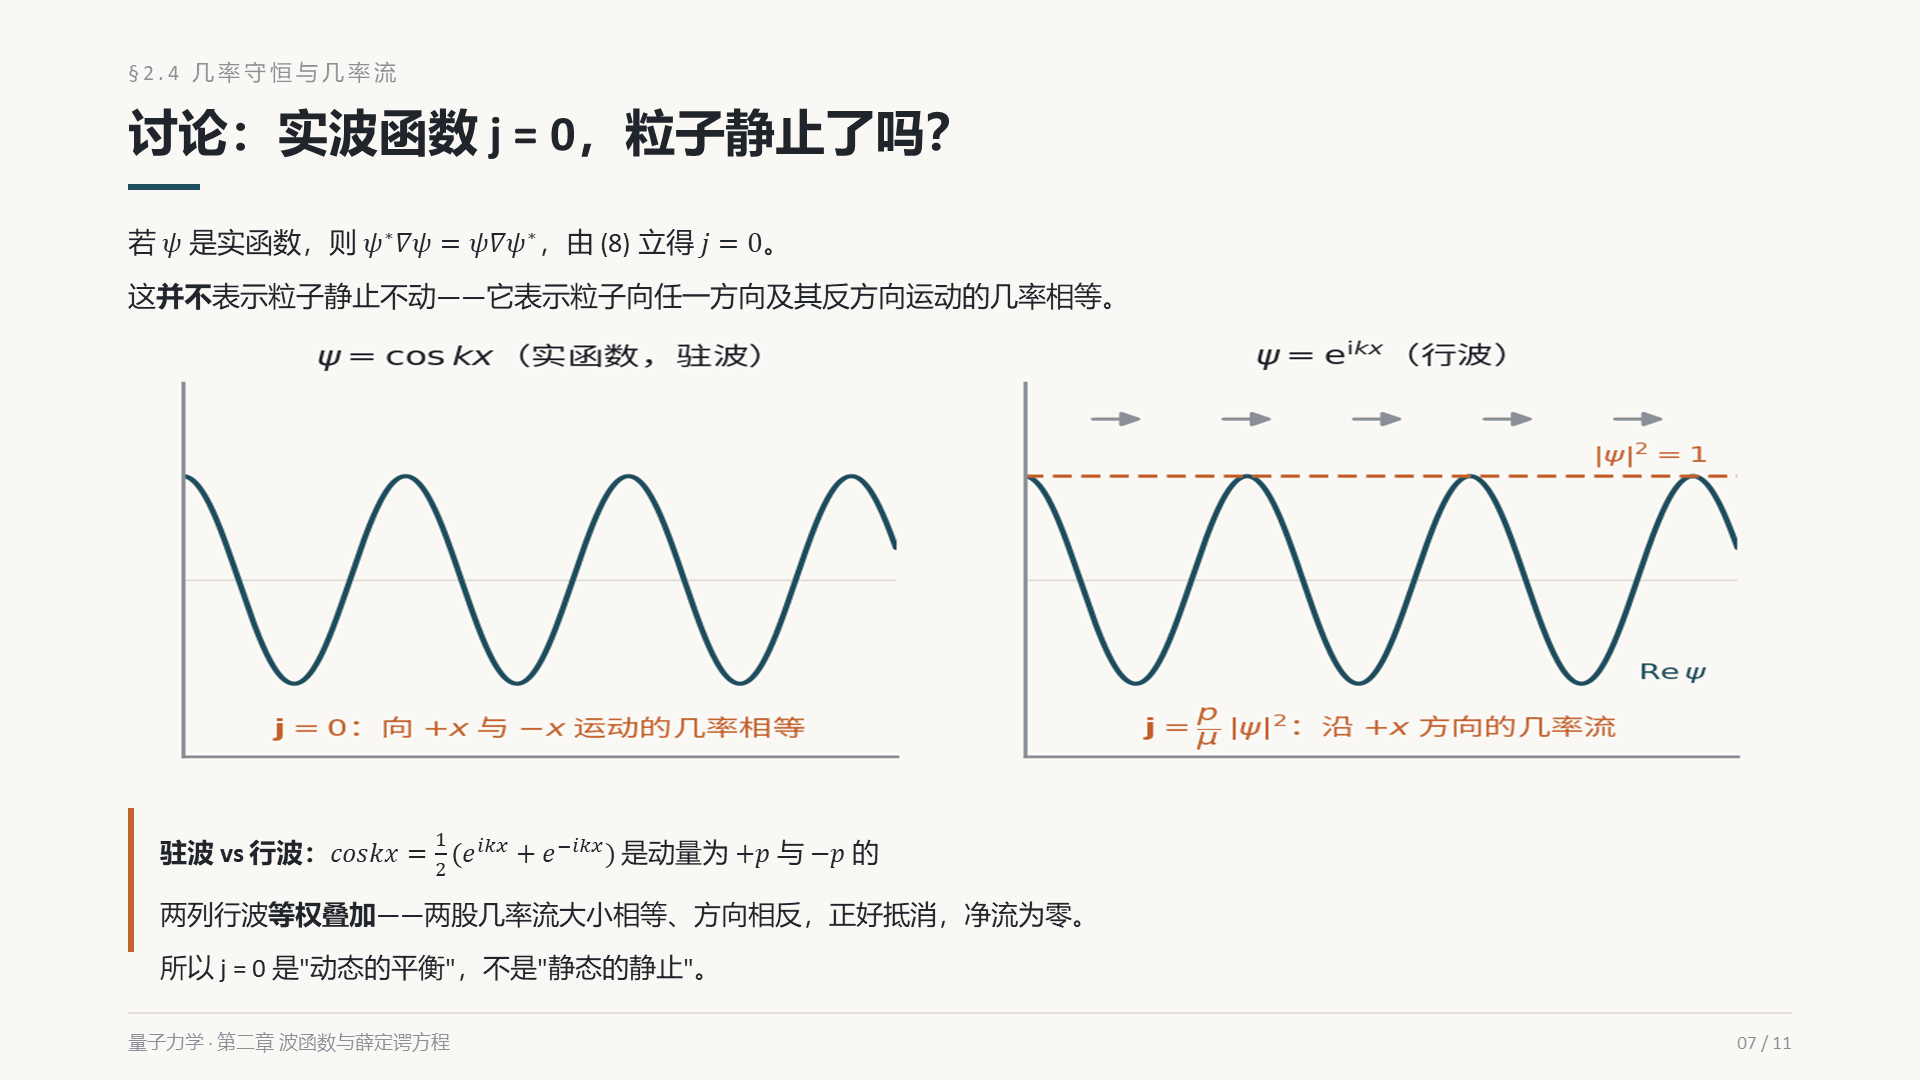 §2.4 几率守恒与几率流
讨论：实波函数 j = 0，粒子静止了吗？
若 ψ 是实函数，则 ψ*∇ψ = ψ∇ψ*，由 (8) 立得 j = 0。
这并不表示粒子静止不动——它表示粒子向任一方向及其反方向运动的几率相等。
ψ = cos kx（实函数，驻波）
j = 0：向 +x 与 −x 运动的几率相等
ψ = e^{ikx}（行波）
|ψ|² = 1
Re ψ
j = p/μ |ψ|²：沿 +x 方向的几率流
驻波 vs 行波：coskx = 1/2 (e^{ikx} + e^{−ikx}) 是动量为 +p 与 −p 的
两列行波等权叠加——两股几率流大小相等、方向相反，正好抵消，净流为零。
所以 j = 0 是"动态的平衡"，不是"静态的静止"。
量子力学 · 第二章 波函数与薛定谔方程
07 / 11